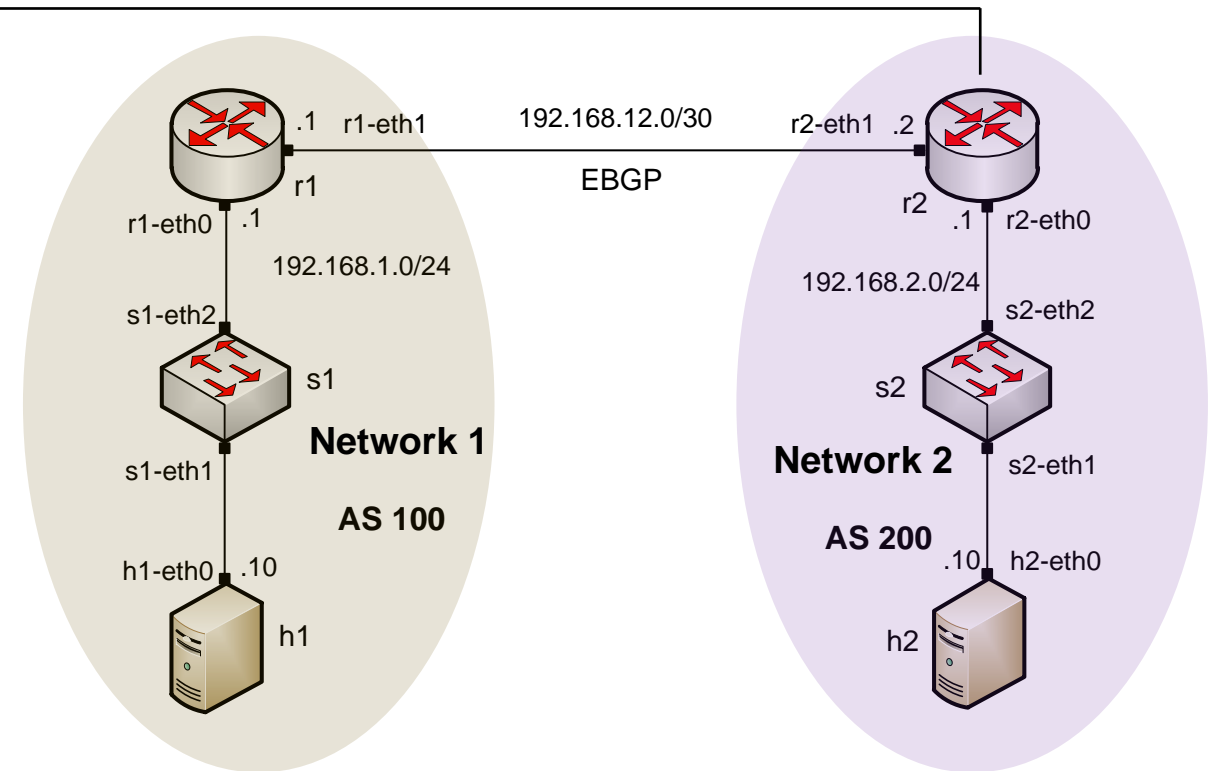 .1 r1-eth1 192.168.12.0/30 r2-eth1 .2
EBGP
r1
r2
r1-eth0 .1
.1 r2-eth0
192.168.1.0/24
192.168.2.0/24
s1-eth2
s2-eth2
s1
s2
Network 1
Network 2
s1-eth1
s2-eth1
AS 100
AS 200
h1-eth0 .10
.10 h2-eth0
h1
h2